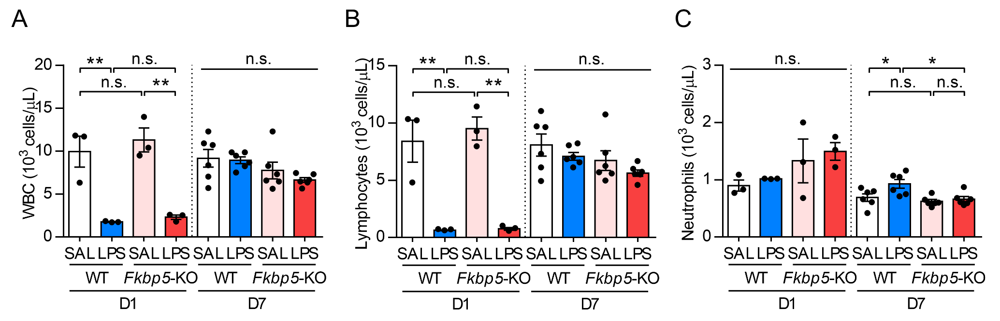 A
WBC (10³ cells/μL)
20
15
10
5
0
** n.s. n.s.
n.s. **
SAL LPS SAL LPS SAL LPS SAL LPS
WT Fkbp5-KO WT Fkbp5-KO
D1 D7
B
Lymphocytes (10³ cells/μL)
15
10
5
0
** n.s. n.s.
n.s. **
SAL LPS SAL LPS SAL LPS SAL LPS
WT Fkbp5-KO WT Fkbp5-KO
D1 D7
C
Neutrophils (10³ cells/μL)
3
2
1
0
n.s. * *
n.s. n.s.
SAL LPS SAL LPS SAL LPS SAL LPS
WT Fkbp5-KO WT Fkbp5-KO
D1 D7